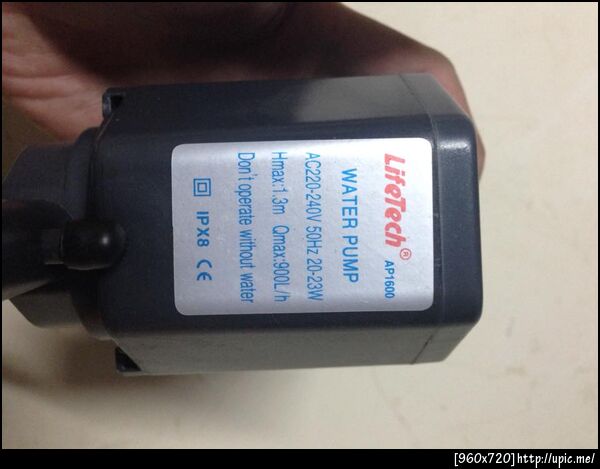 LifeTech® AP1600
WATER PUMP
AC220-240V 50Hz 20-23W
Hmax:1.3m Qmax:900L/h
Don't operate without water
IPX8 CE
[960x720]http://upic.me/